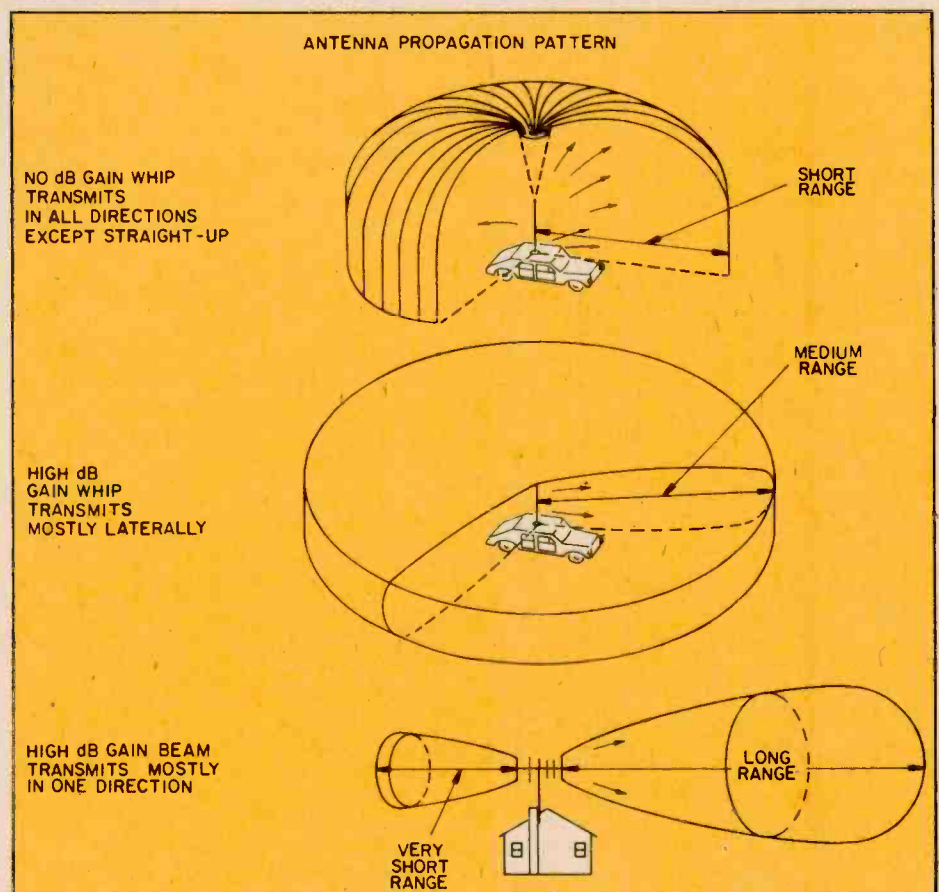 ANTENNA PROPAGATION PATTERN
NO dB GAIN WHIP
TRANSMITS
IN ALL DIRECTIONS
EXCEPT STRAIGHT-UP
SHORT
RANGE
MEDIUM
RANGE
HIGH dB
GAIN WHIP
TRANSMITS
MOSTLY LATERALLY
HIGH dB GAIN BEAM
TRANSMITS MOSTLY
IN ONE DIRECTION
LONG
RANGE
VERY
SHORT
RANGE